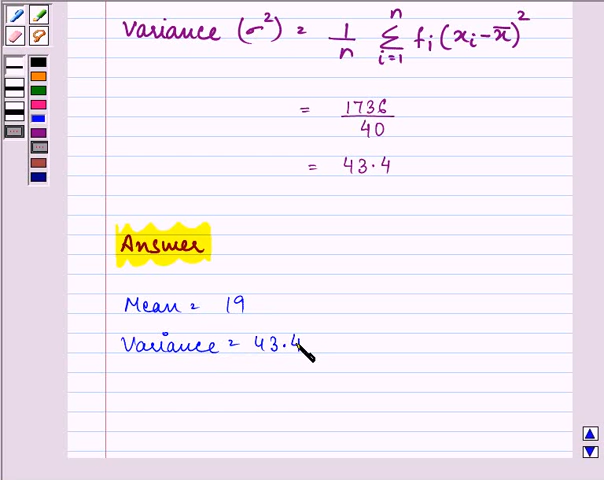 Variance (σ²) = 1/n Σ_{i=1}^{n} f_i (x_i - x̄)²
= 1736/40
= 43.4
Answer
Mean = 19
Variance = 43.4